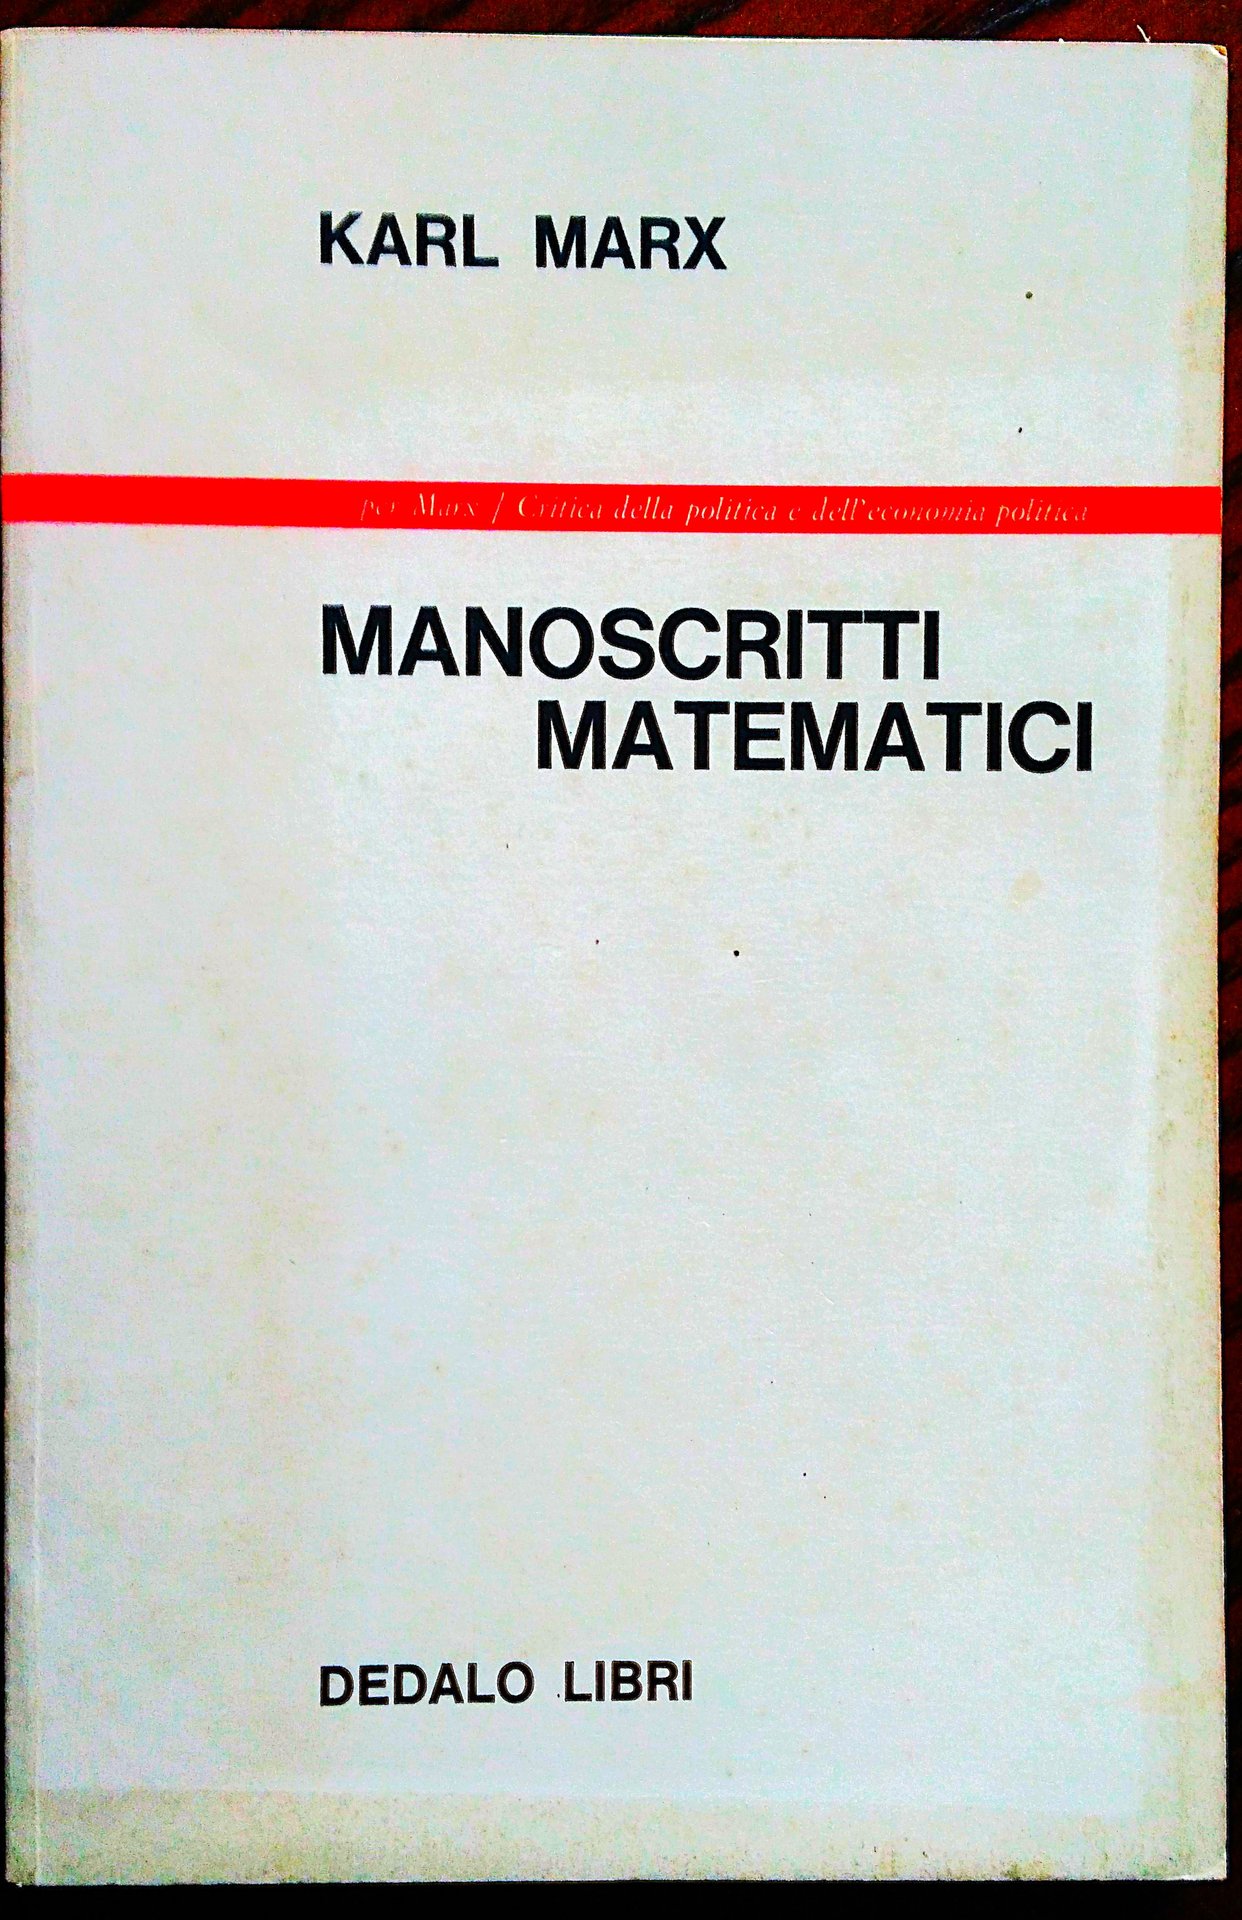 KARL MARX
per Marx / Critica della politica e dell'economia politica
MANOSCRITTI
MATEMATICI
DEDALO LIBRI